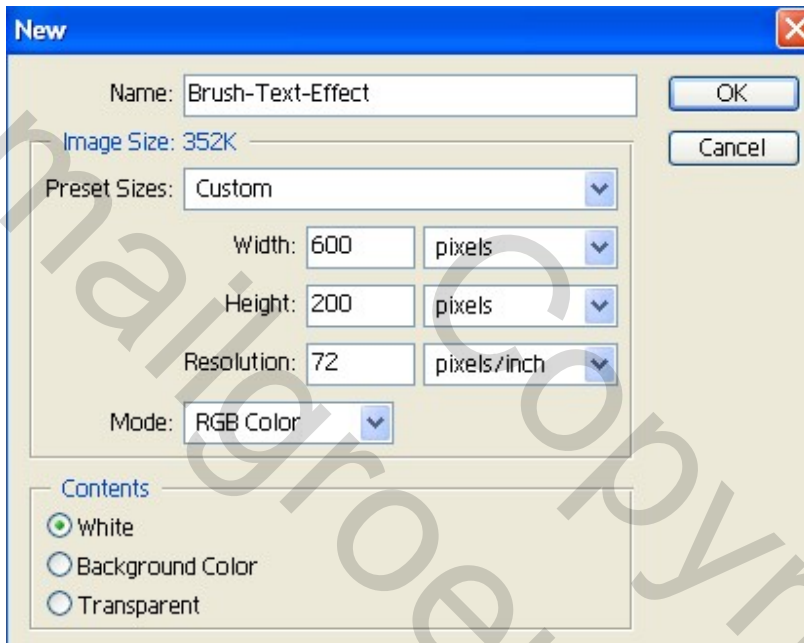 New
Name: Brush-Text-Effect
OK
Image Size: 352K
Cancel
Preset Sizes: Custom
Width: 600 pixels
Height: 200 pixels
Resolution: 72 pixels/inch
Mode: RGB Color
Contents
White
Background Color
Transparent